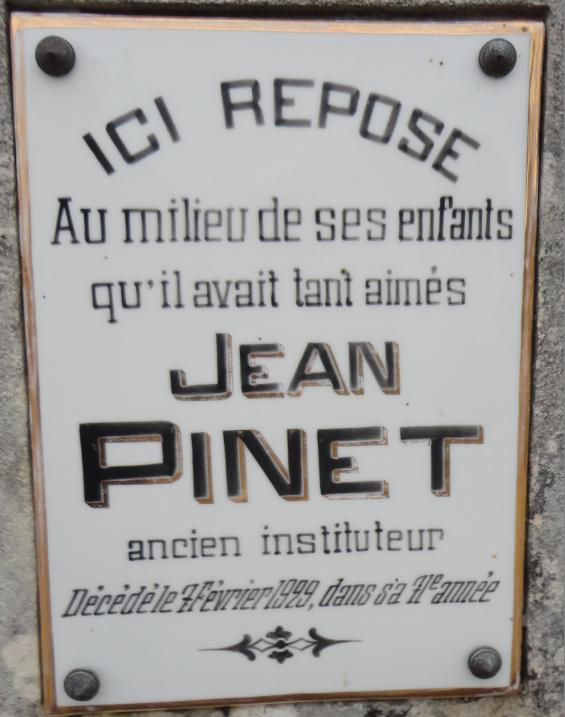 ICI REPOSE
Au milieu de ses enfants
qu'il avait tant aimés
JEAN
PINET
ancien instituteur
Décédé le 7 Février 1929, dans sa 71e année